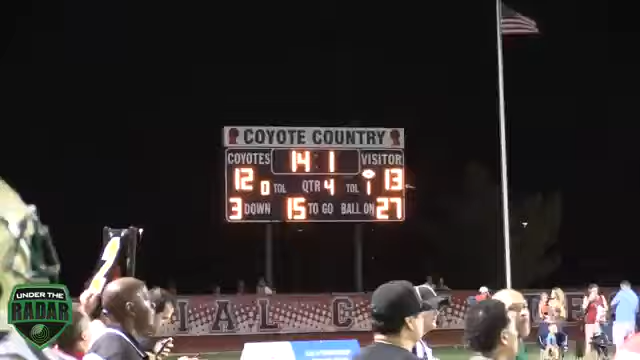 COYOTE COUNTRY
COYOTES 14 1 VISITOR
12 0 TOL QTR 4 TOL 1 13
3 DOWN 15 TO GO BALL ON 27
IAL C
UNDER THE
RADAR